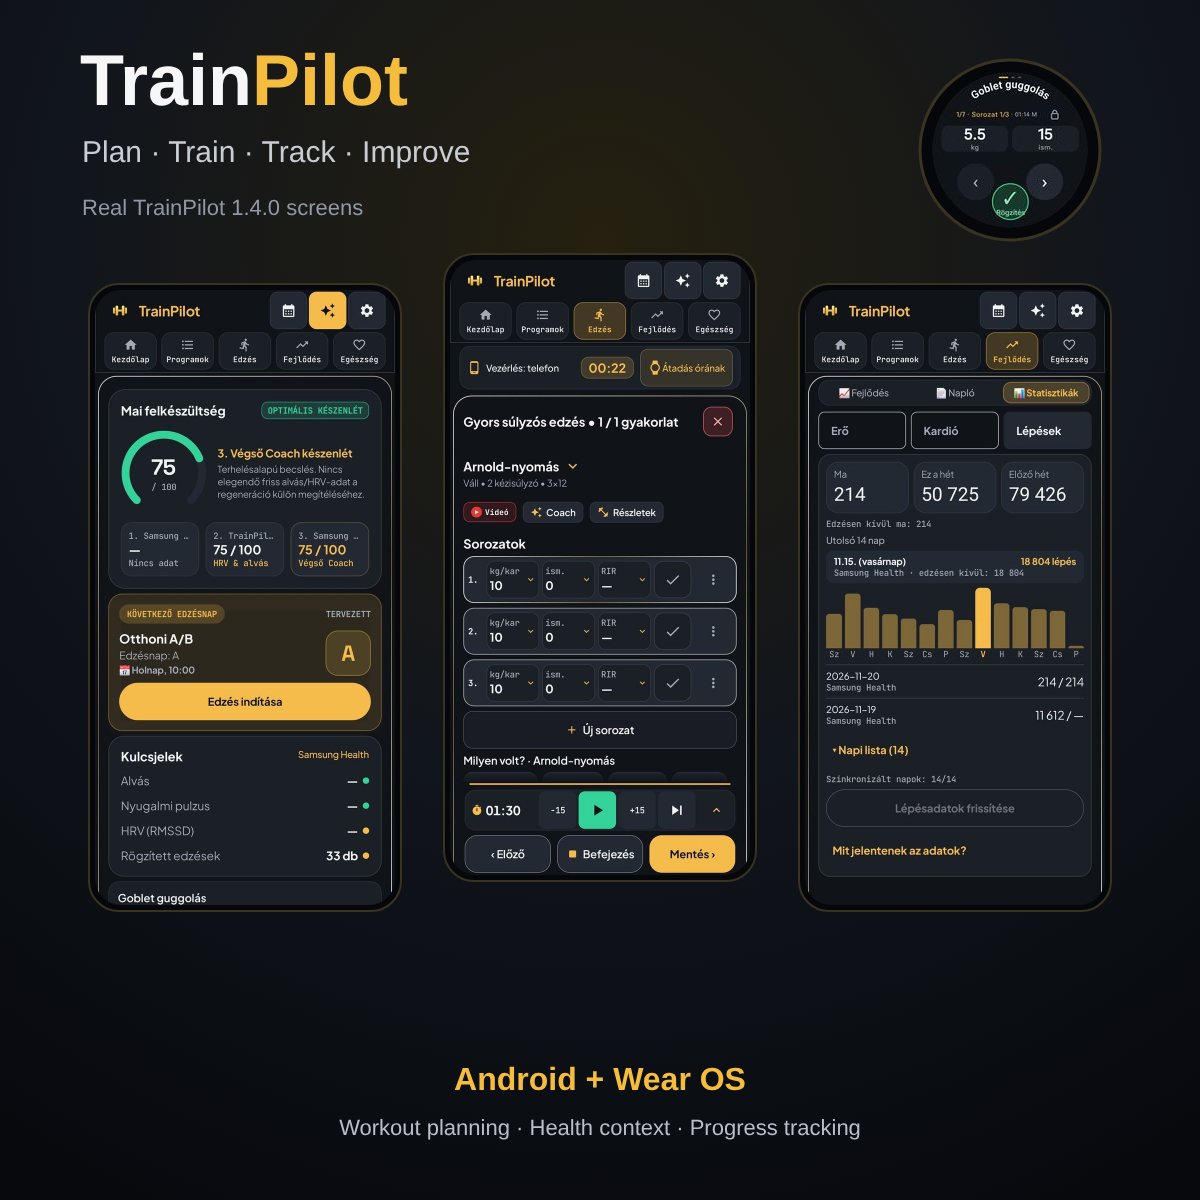 TrainPilot
Plan · Train · Track · Improve
Real TrainPilot 1.4.0 screens
Goblet guggolás
1/7 · Sorozat 1/3 · 01:14 M
5.5 15
kg ism.
‹ ›
✓
Rögzítés
TrainPilot
Kezdőlap Programok Edzés Fejlődés Egészség
Mai felkészültség OPTIMÁLIS KÉSZENLÉT
75
/ 100
3. Végső Coach készenlét
Terhelésalapú becslés. Nincs
elegendő friss alvás/HRV-adat a
regeneráció külön megítéléséhez.
1. Samsung … 2. TrainPil… 3. Samsung …
— 75 / 100 75 / 100
Nincs adat HRV & alvás Végső Coach
KÖVETKEZŐ EDZÉSNAP TERVEZETT
Otthoni A/B
Edzésnap: A
Holnap, 10:00
A
Edzés indítása
Kulcsjelek Samsung Health
Alvás —
Nyugalmi pulzus —
HRV (RMSSD) —
Rögzített edzések 33 db
Goblet guggolás
TrainPilot
Kezdőlap Programok Edzés Fejlődés Egészség
Vezérlés: telefon 00:22 Átadás órának
Gyors súlyzós edzés • 1 / 1 gyakorlat
Arnold-nyomás
Váll • 2 kézisúlyzó • 3×12
Videó Coach Részletek
Sorozatok
kg/kar ism. RIR
1. 10 0 —
kg/kar ism. RIR
2. 10 0 —
kg/kar ism. RIR
3. 10 0 —
+ Új sorozat
Milyen volt? · Arnold-nyomás
01:30 -15 +15
‹ Előző Befejezés Mentés ›
TrainPilot
Kezdőlap Programok Edzés Fejlődés Egészség
Fejlődés Napló Statisztikák
Erő Kardió Lépések
Ma Ez a hét Előző hét
214 50 725 79 426
Edzésen kívül ma: 214
Utolsó 14 nap
11.15. (vasárnap) 18 804 lépés
Samsung Health · edzésen kívül: 18 804
Sz V H K Sz Cs P Sz V H K Sz Cs P
2026-11-20 214 / 214
Samsung Health
2026-11-19 11 612 / —
Samsung Health
▾ Napi lista (14)
Szinkronizált napok: 14/14
Lépésadatok frissítése
Mit jelentenek az adatok?
Android + Wear OS
Workout planning · Health context · Progress tracking